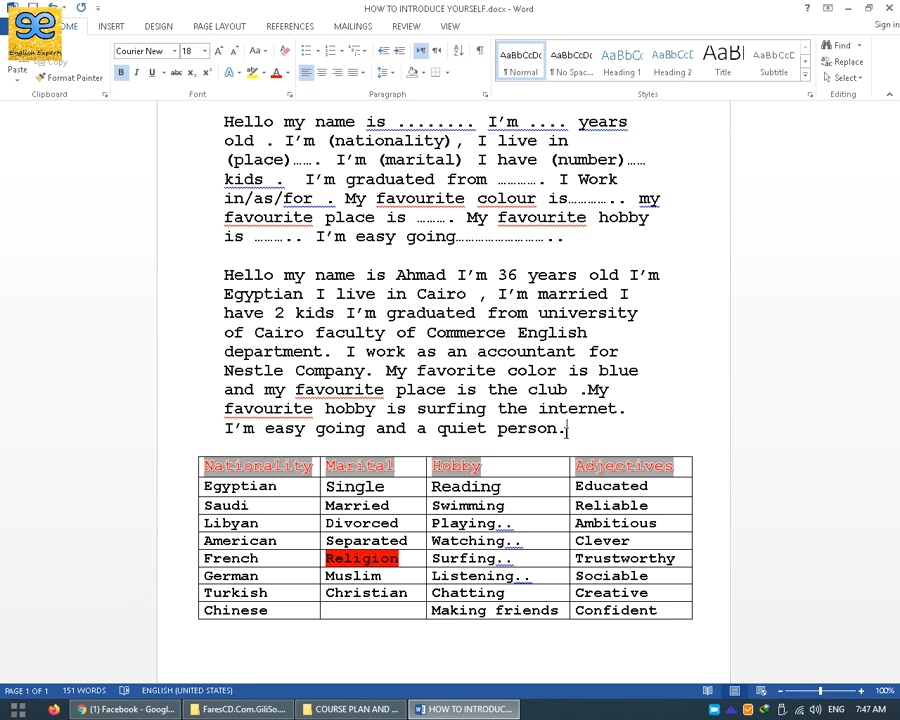 HOW TO INTRODUCE YOURSELF.docx - Word
HOME INSERT DESIGN PAGE LAYOUT REFERENCES MAILINGS REVIEW VIEW Sign in
English Expert
Courier New 18 Aa AaBbCcDc AaBbCcDc AaBbCc AaBbCcC AaBl AaBbCcC Find
Paste Copy Replace
Format Painter ¶ Normal ¶ No Spac... Heading 1 Heading 2 Title Subtitle Select
Clipboard Font Paragraph Styles Editing
Hello my name is ........ I’m .... years
old . I’m (nationality), I live in
(place)……. I’m (marital) I have (number)……
kids . I’m graduated from …………. I Work
in/as/for . My favourite colour is………….. my
favourite place is ………. My favourite hobby
is ……….. I’m easy going……………………………..
Hello my name is Ahmad I’m 36 years old I’m
Egyptian I live in Cairo , I’m married I
have 2 kids I’m graduated from university
of Cairo faculty of Commerce English
department. I work as an accountant for
Nestle Company. My favorite color is blue
and my favourite place is the club .My
favourite hobby is surfing the internet.
I’m easy going and a quiet person.
Nationality Marital Hobby Adjectives
Egyptian Single Reading Educated
Saudi Married Swimming Reliable
Libyan Divorced Playing.. Ambitious
American Separated Watching.. Clever
French Religion Surfing.. Trustworthy
German Muslim Listening.. Sociable
Turkish Christian Chatting Creative
Chinese Making friends Confident
PAGE 1 OF 1 151 WORDS ENGLISH (UNITED STATES) 100%
Facebook - Googl... FaresCD.Com.GiliSo... COURSE PLAN AND ... HOW TO INTRODUC... ENG 7:47 AM